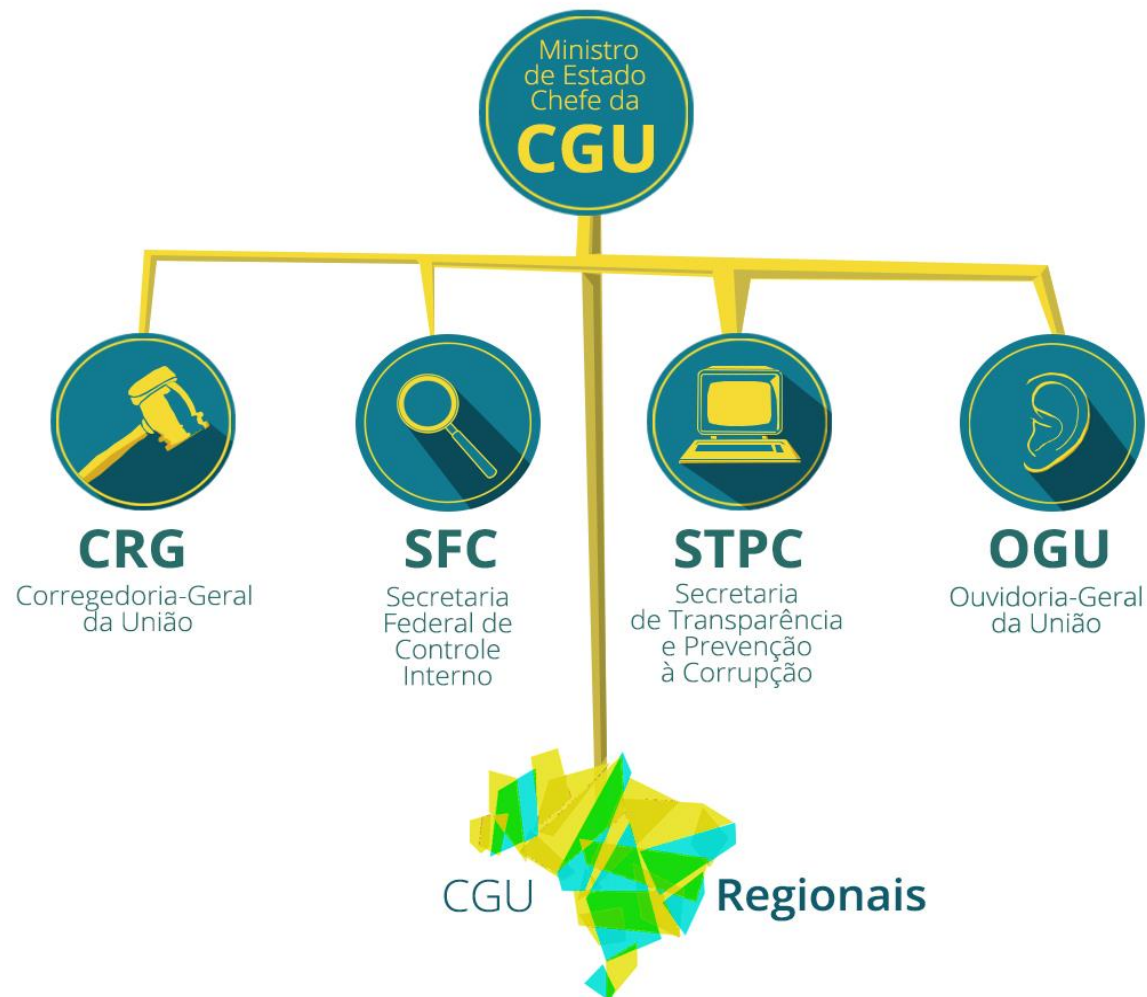 Ministro
de Estado
Chefe da
CGU
CRG
Corregedoria-Geral
da União
SFC
Secretaria
Federal de
Controle
Interno
STPC
Secretaria
de Transparência
e Prevenção
à Corrupção
OGU
Ouvidoria-Geral
da União
CGU Regionais